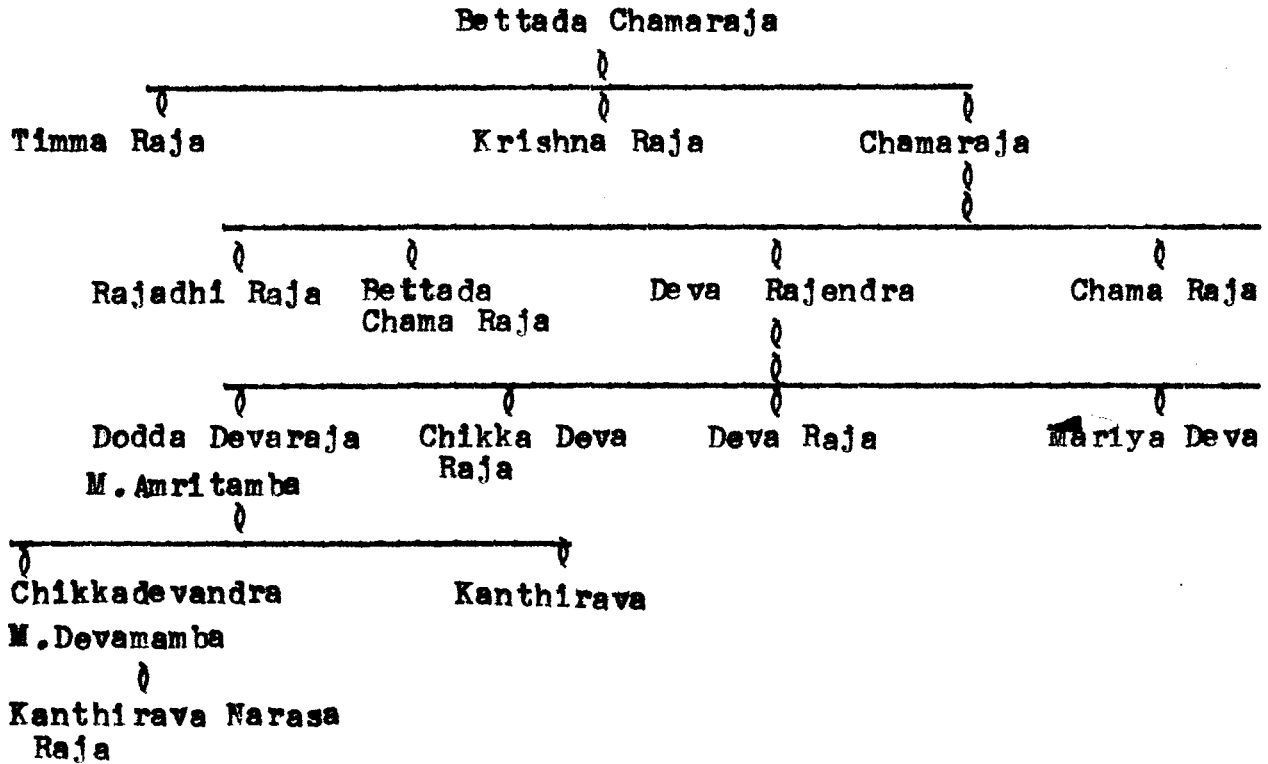 Bettada Chamaraja
Timma Raja Krishna Raja Chamaraja
Rajadhi Raja Bettada Deva Rajendra Chama Raja
Chama Raja
Dodda Devaraja Chikka Deva Deva Raja Mariya Deva
Raja
M.Amritamba
Chikkadevandra Kanthirava
M.Devamamba
Kanthirava Narasa
Raja